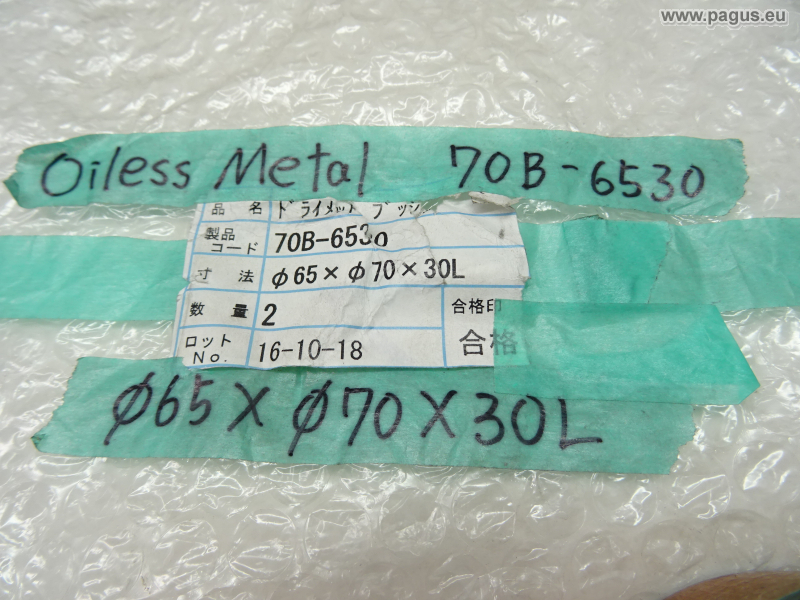 www.pagus.eu
Oiless Metal 70B-6530
品名 ドライメット ブッシ
製品コード 70B-6530
寸法 φ65×φ70×30L
数量 2 合格印
ロットNo. 16-10-18 合格
φ65×φ70×30L